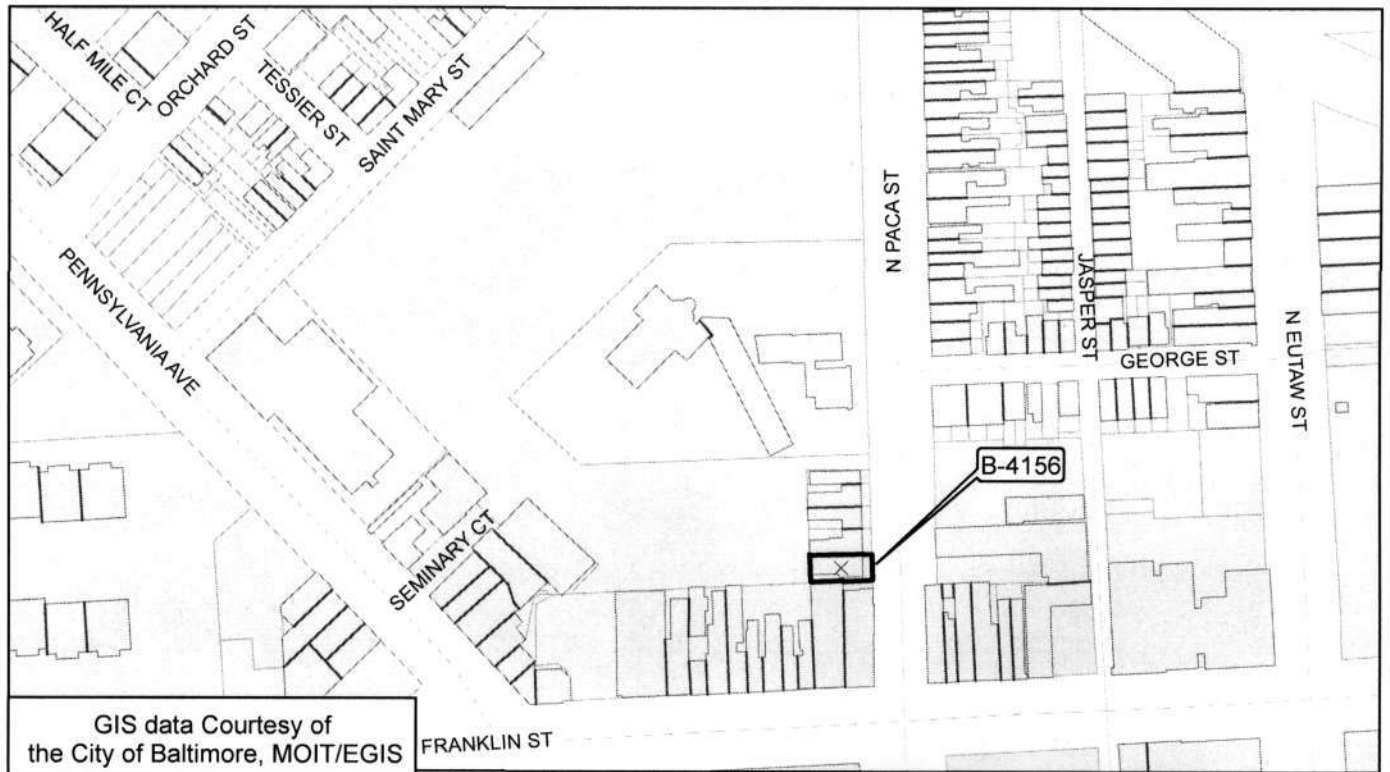 HALF MILE CT
ORCHARD ST
TESSIER ST
SAINT MARY ST
PENNSYLVANIA AVE
N PACA ST
JASPER ST
GEORGE ST
N EUTAW ST
B-4156
SEMINARY CT
GIS data Courtesy of
the City of Baltimore, MOIT/EGIS
FRANKLIN ST